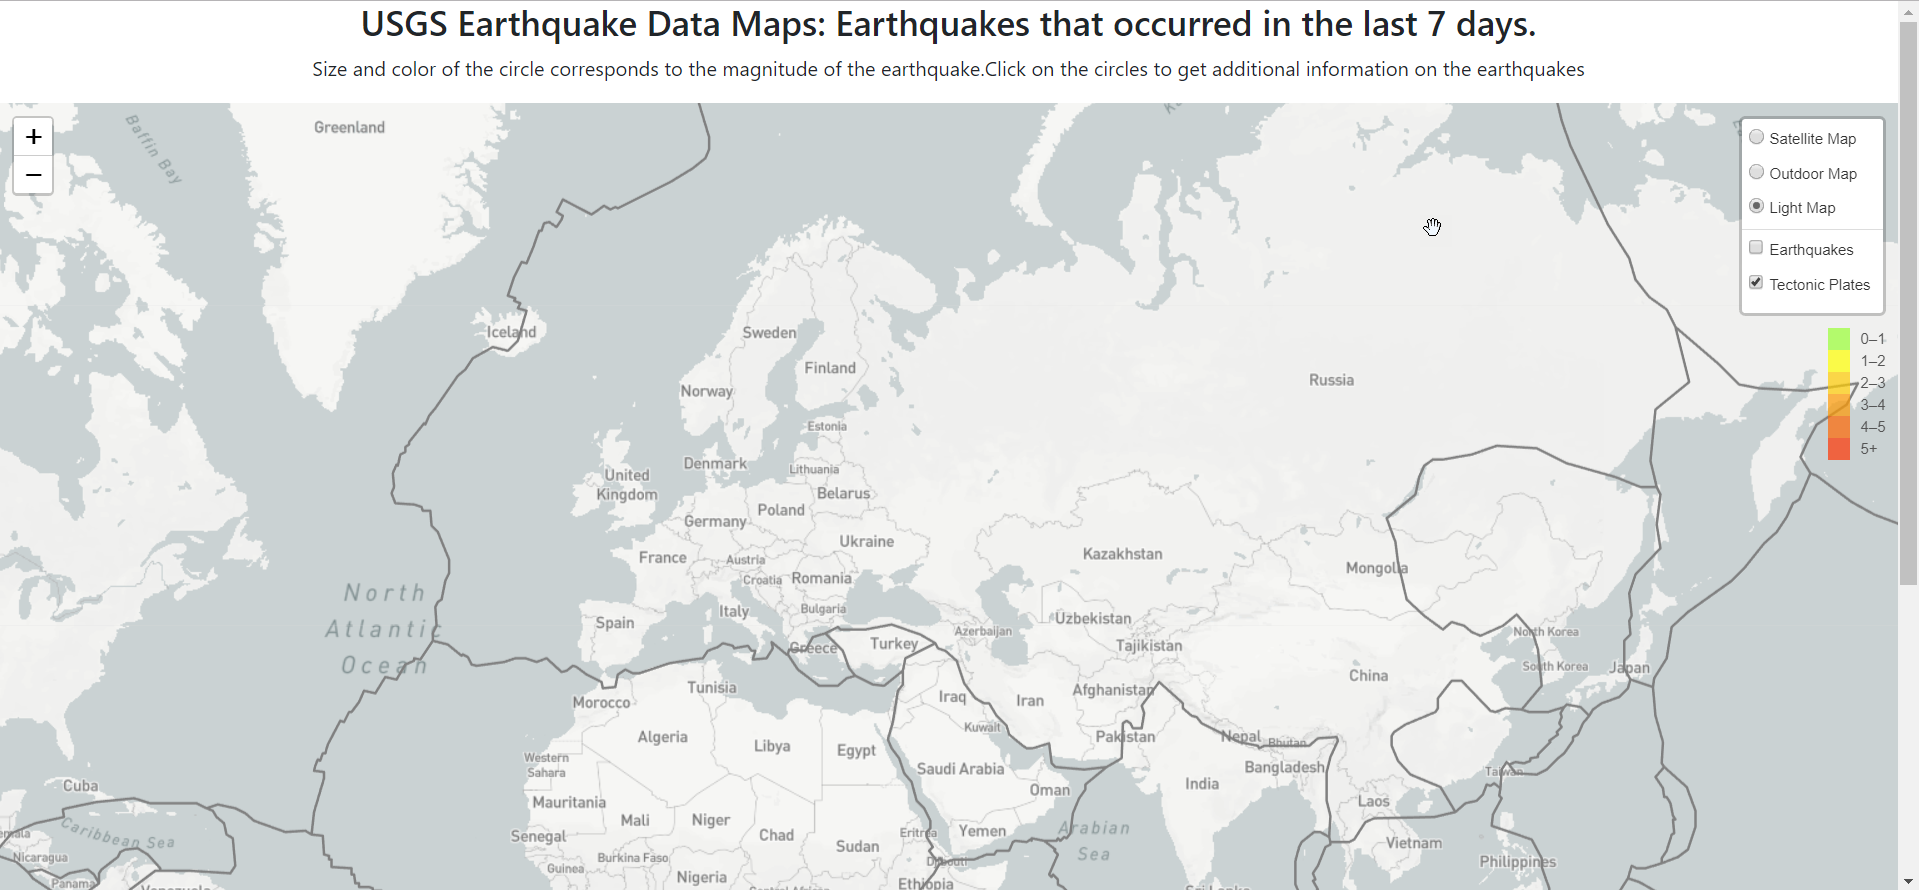 USGS Earthquake Data Maps: Earthquakes that occurred in the last 7 days.
Size and color of the circle corresponds to the magnitude of the earthquake.Click on the circles to get additional information on the earthquakes
+
−
Satellite Map
Outdoor Map
Light Map
Earthquakes
Tectonic Plates
0–1
1–2
2–3
3–4
4–5
5+
Baffin Bay
Greenland
Iceland
Sweden
Finland
Norway
Russia
Estonia
Denmark
Lithuania
United
Kingdom
Belarus
Poland
Germany
Ukraine
France
Austria
Kazakhstan
Mongolia
Croatia
Romania
North
Atlantic
Ocean
Italy
Bulgaria
Spain
Uzbekistan
Azerbaijan
North Korea
Greece
Turkey
Tajikistan
South Korea
Japan
China
Tunisia
Iraq
Iran
Afghanistan
Morocco
Kuwait
Algeria
Libya
Egypt
Pakistan
Nepal
Bhutan
Western
Sahara
Saudi Arabia
Bangladesh
Taiwan
India
Cuba
Oman
Mauritania
Laos
Mali
Niger
Chad
Caribbean Sea
Senegal
Eritrea
Yemen
Arabian
Sea
Sudan
Vietnam
Nicaragua
Burkina Faso
Guinea
Djibouti
Philippines
Nigeria
Panama
Ethiopia